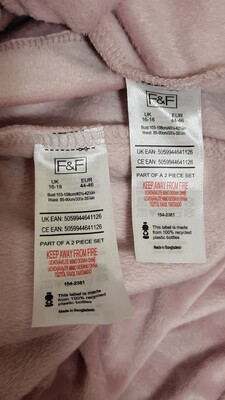 F&F
UK
EUR
16-18
44-46
UK EAN: 5059944641126
CE EAN: 5059944641126
PART OF A 2 PIECE SET
KEEP AWAY FROM FIRE
154-2381
This label is made
from 100% recycled
plastic bottles
Made in Bangladesh
F&F
UK
EUR
16-18
44-46
UK EAN: 5059944641126
CE EAN: 5059944641126
PART OF A 2 PIECE SET
KEEP AWAY FROM FIRE
154-2381
This label is made
from 100% recycled
plastic bottles
Made in Bangladesh